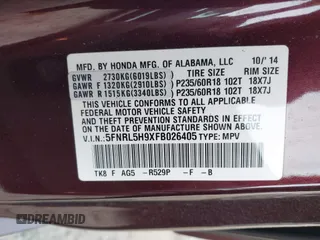 MFD. BY HONDA MFG. OF ALABAMA, LLC 10/'14
GVWR 2730KG(6019LBS) TIRE SIZE RIM SIZE
GAWR F 1320KG(2910LBS) P235/60R18 102T 18X7J
GAWR R 1515KG(3340LBS) P235/60R18 102T 18X7J
THIS VEHICLE CONFORMS TO ALL APPLICABLE
FEDERAL MOTOR VEHICLE SAFETY AND
THEFT PREVENTION STANDARDS IN EFFECT ON
THE DATE OF MANUFACTURE SHOWN ABOVE.
V.I.N.: 5FNRL5H9XFB026405 TYPE: MPV
TK8 F AG5 -R529P -F -B